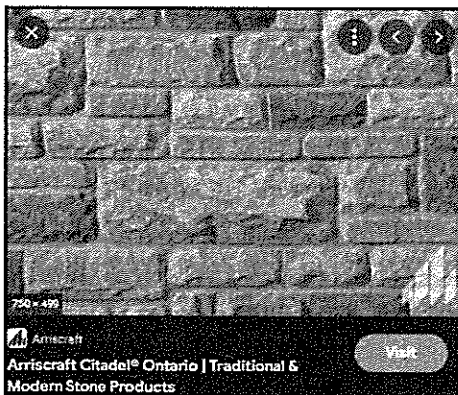 750 × 499
Arriscraft
Visit
Arriscraft Citadel® Ontario | Traditional &
Modern Stone Products